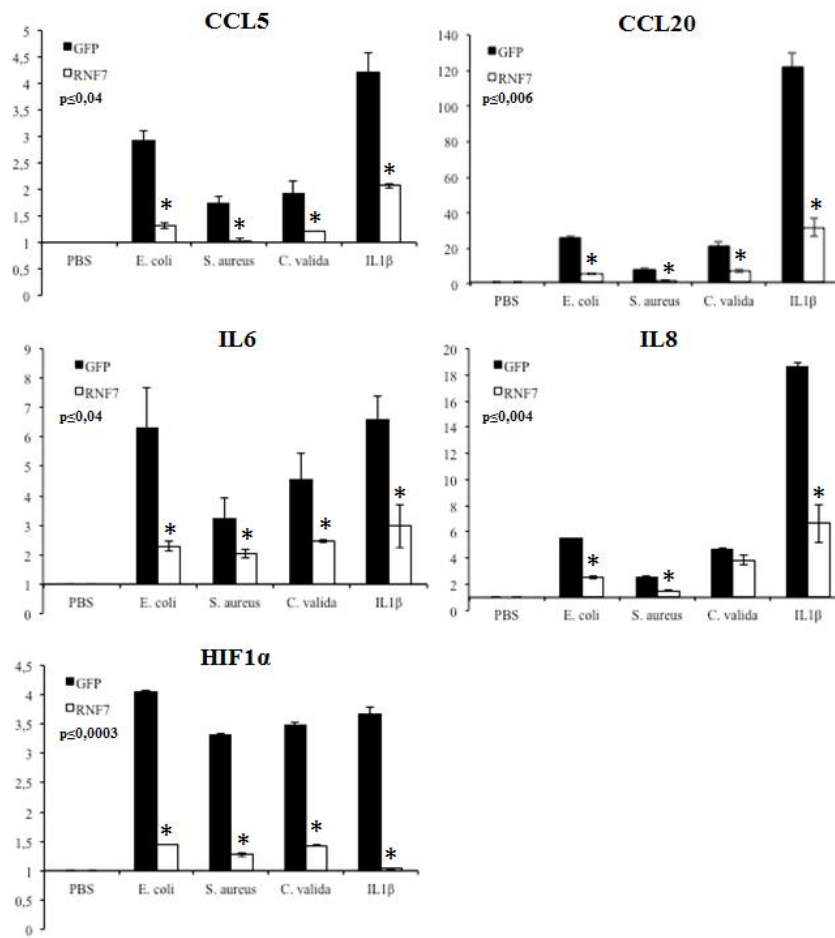 CCL5
5
4,5
4
3,5
3
2,5
2
1,5
1
0,5
0
GFP
RNF7
p≤0,04
*
*
*
*
PBS
E. coli
S. aureus
C. valida
IL1β
CCL20
140
120
100
80
60
40
20
0
GFP
RNF7
p≤0,006
*
*
*
*
PBS
E. coli
S. aureus
C. valida
IL1β
IL6
9
8
7
6
5
4
3
2
1
0
GFP
RNF7
p≤0,04
*
*
*
*
PBS
E. coli
S. aureus
C. valida
IL1β
IL8
20
18
16
14
12
10
8
6
4
2
0
GFP
RNF7
p≤0,004
*
*
*
PBS
E. coli
S. aureus
C. valida
IL1β
HIF1α
4,5
4
3,5
3
2,5
2
1,5
1
0,5
0
GFP
RNF7
p≤0,0003
*
*
*
*
PBS
E. coli
S. aureus
C. valida
IL1β